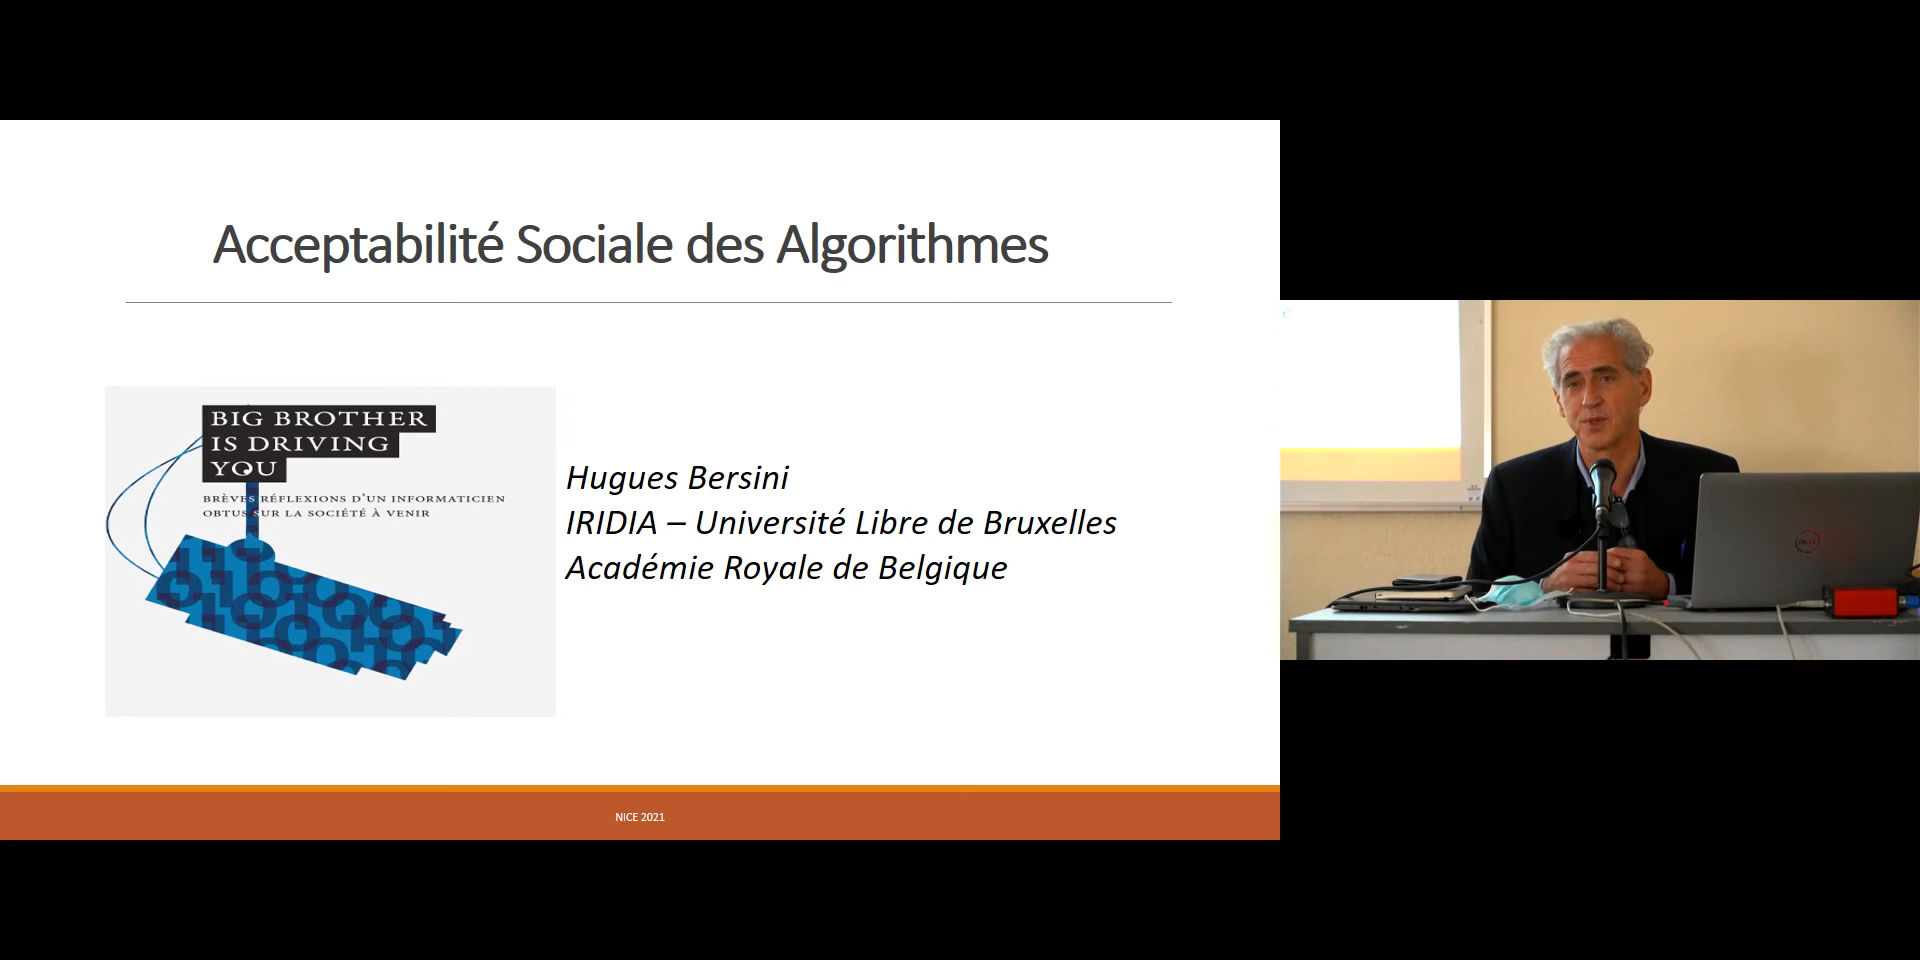 Acceptabilité Sociale des Algorithmes
BIG BROTHER
IS DRIVING
YOU
BRÈVES RÉFLEXIONS D'UN INFORMATICIEN
OBTUS SUR LA SOCIÉTÉ À VENIR
Hugues Bersini
IRIDIA – Université Libre de Bruxelles
Académie Royale de Belgique
NICE 2021
DELL